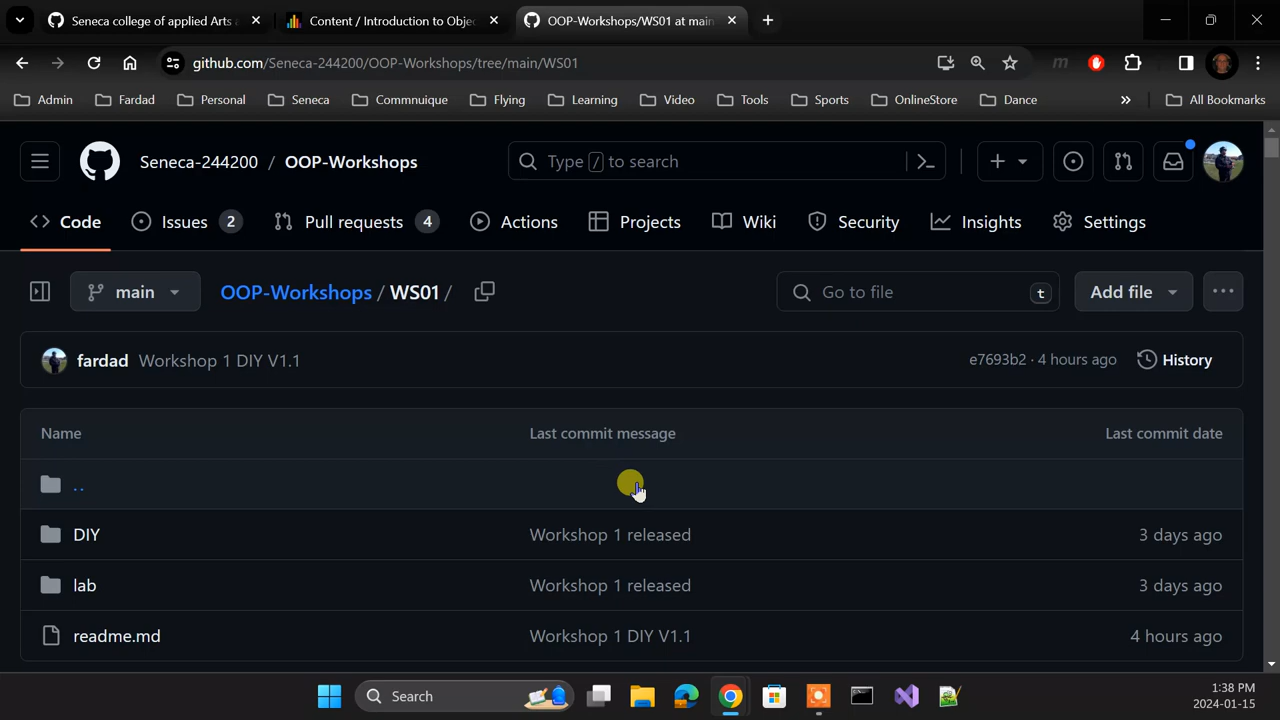 Seneca college of applied Arts
Content / Introduction to Objec
OOP-Workshops/WS01 at main
github.com/Seneca-244200/OOP-Workshops/tree/main/WS01
Admin
Fardad
Personal
Seneca
Commnuique
Flying
Learning
Video
Tools
Sports
OnlineStore
Dance
»
All Bookmarks
Seneca-244200 / OOP-Workshops
Type / to search
Code
Issues 2
Pull requests 4
Actions
Projects
Wiki
Security
Insights
Settings
main
OOP-Workshops / WS01 /
Go to file
t
Add file
fardad Workshop 1 DIY V1.1
e7693b2 · 4 hours ago
History
Name Last commit message Last commit date
..
DIY Workshop 1 released 3 days ago
lab Workshop 1 released 3 days ago
readme.md Workshop 1 DIY V1.1 4 hours ago
Search
1:38 PM
2024-01-15